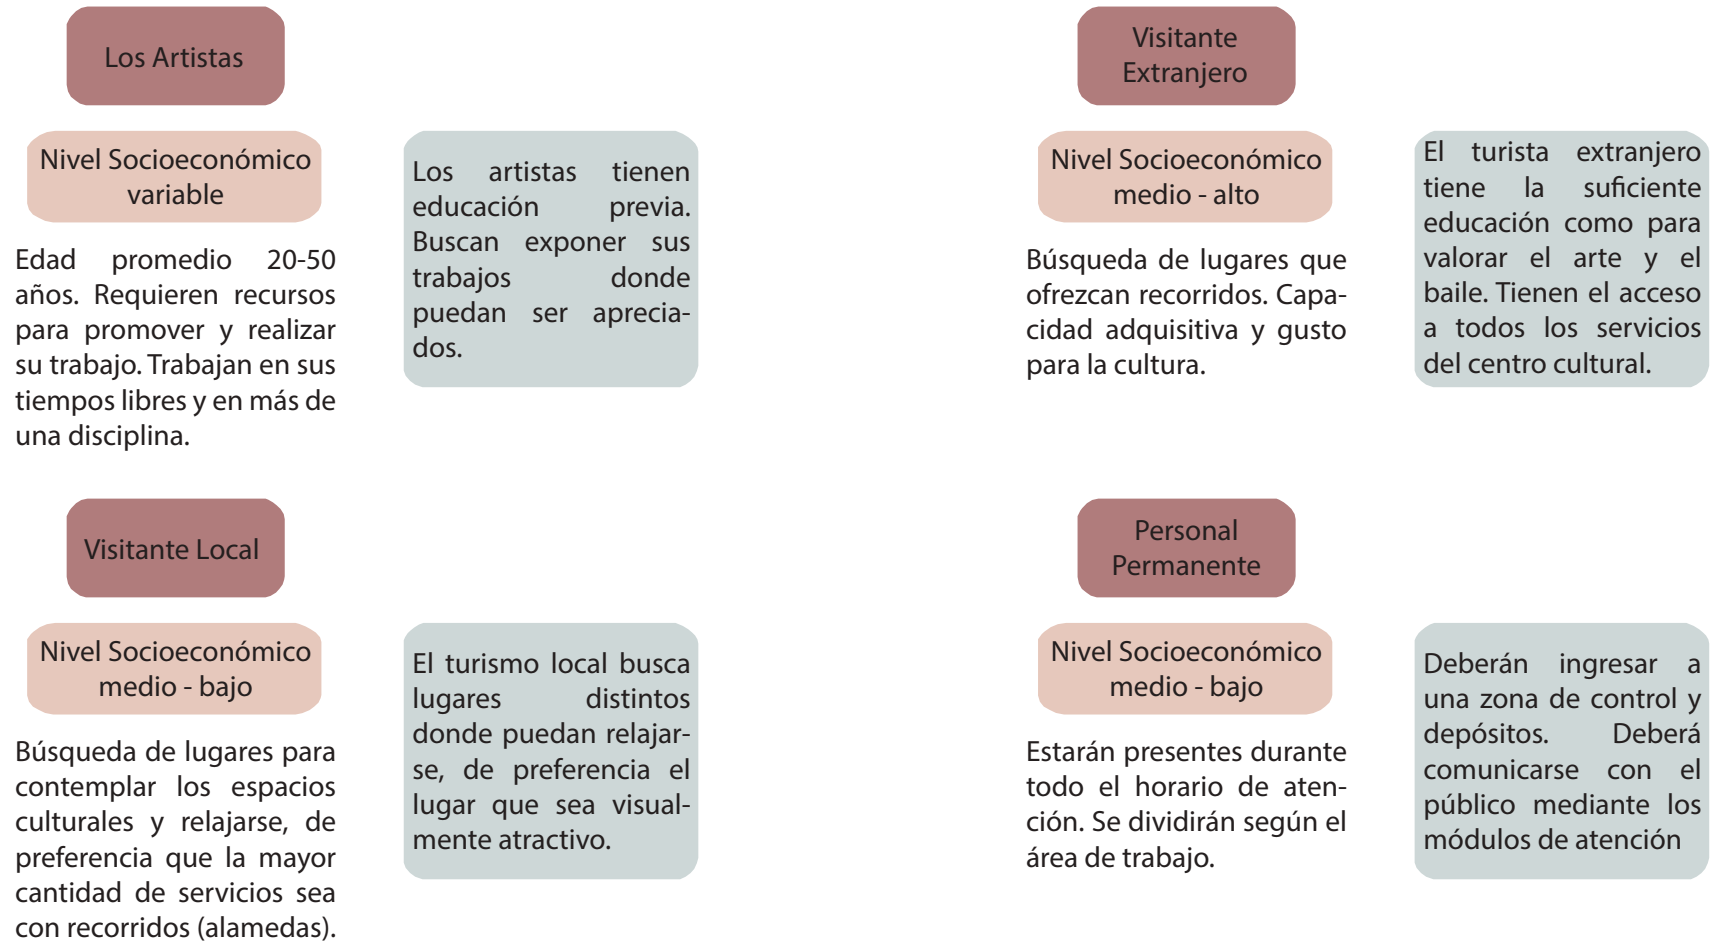 Los Artistas
Nivel Socioeconómico
variable
Edad promedio 20-50
años. Requieren recursos
para promover y realizar
su trabajo. Trabajan en sus
tiempos libres y en más de
una disciplina.
Los artistas tienen
educación previa.
Buscan exponer sus
trabajos donde
puedan ser aprecia-
dos.
Visitante
Extranjero
Nivel Socioeconómico
medio - alto
Búsqueda de lugares que
ofrezcan recorridos. Capa-
cidad adquisitiva y gusto
para la cultura.
El turista extranjero
tiene la suficiente
educación como para
valorar el arte y el
baile. Tienen el acceso
a todos los servicios
del centro cultural.
Visitante Local
Nivel Socioeconómico
medio - bajo
Búsqueda de lugares para
contemplar los espacios
culturales y relajarse, de
preferencia que la mayor
cantidad de servicios sea
con recorridos (alamedas).
El turismo local busca
lugares distintos
donde puedan relajar-
se, de preferencia el
lugar que sea visual-
mente atractivo.
Personal
Permanente
Nivel Socioeconómico
medio - bajo
Estarán presentes durante
todo el horario de aten-
ción. Se dividirán según el
área de trabajo.
Deberán ingresar a
una zona de control y
depósitos. Deberá
comunicarse con el
público mediante los
módulos de atención